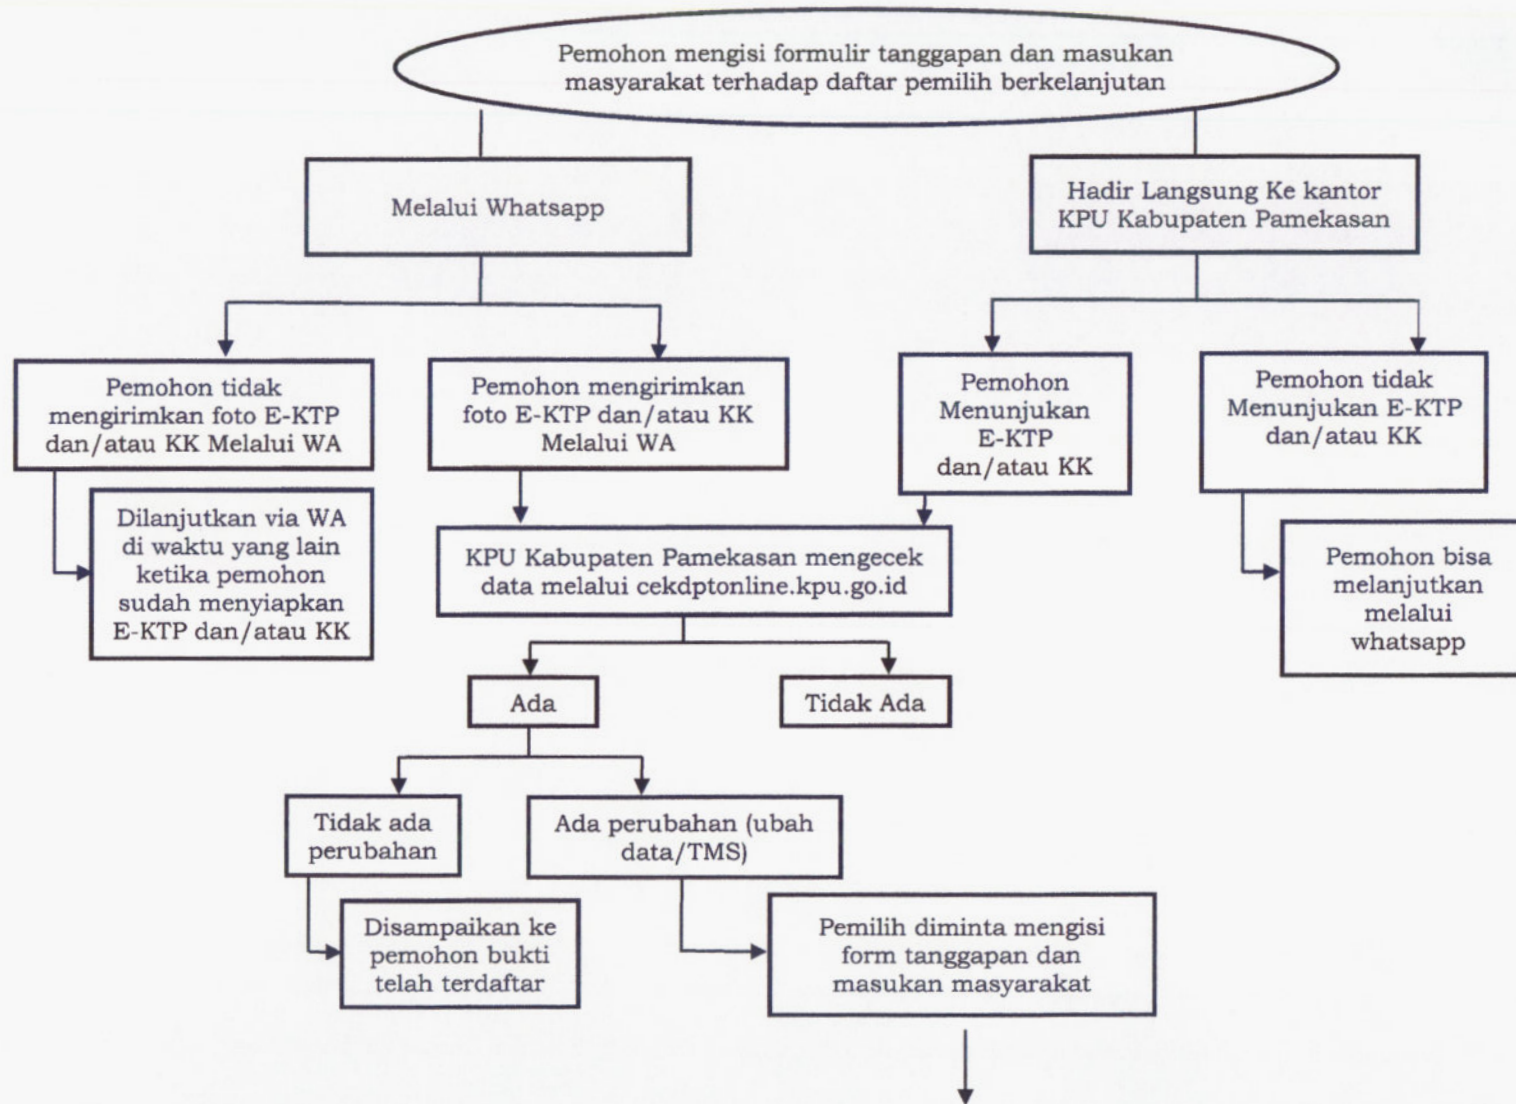 Pemohon mengisi formulir tanggapan dan masukan
masyarakat terhadap daftar pemilih berkelanjutan
Melalui Whatsapp
Hadir Langsung Ke kantor
KPU Kabupaten Pamekasan
Pemohon tidak
mengirimkan foto E-KTP
dan/atau KK Melalui WA
Pemohon mengirimkan
foto E-KTP dan/atau KK
Melalui WA
Pemohon
Menunjukan
E-KTP
dan/atau KK
Pemohon tidak
Menunjukan E-KTP
dan/atau KK
Dilanjutkan via WA
di waktu yang lain
ketika pemohon
sudah menyiapkan
E-KTP dan/atau KK
KPU Kabupaten Pamekasan mengecek
data melalui cekdptonline.kpu.go.id
Pemohon bisa
melanjutkan
melalui
whatsapp
Ada
Tidak Ada
Tidak ada
perubahan
Ada perubahan (ubah
data/TMS)
Disampaikan ke
pemohon bukti
telah terdaftar
Pemilih diminta mengisi
form tanggapan dan
masukan masyarakat